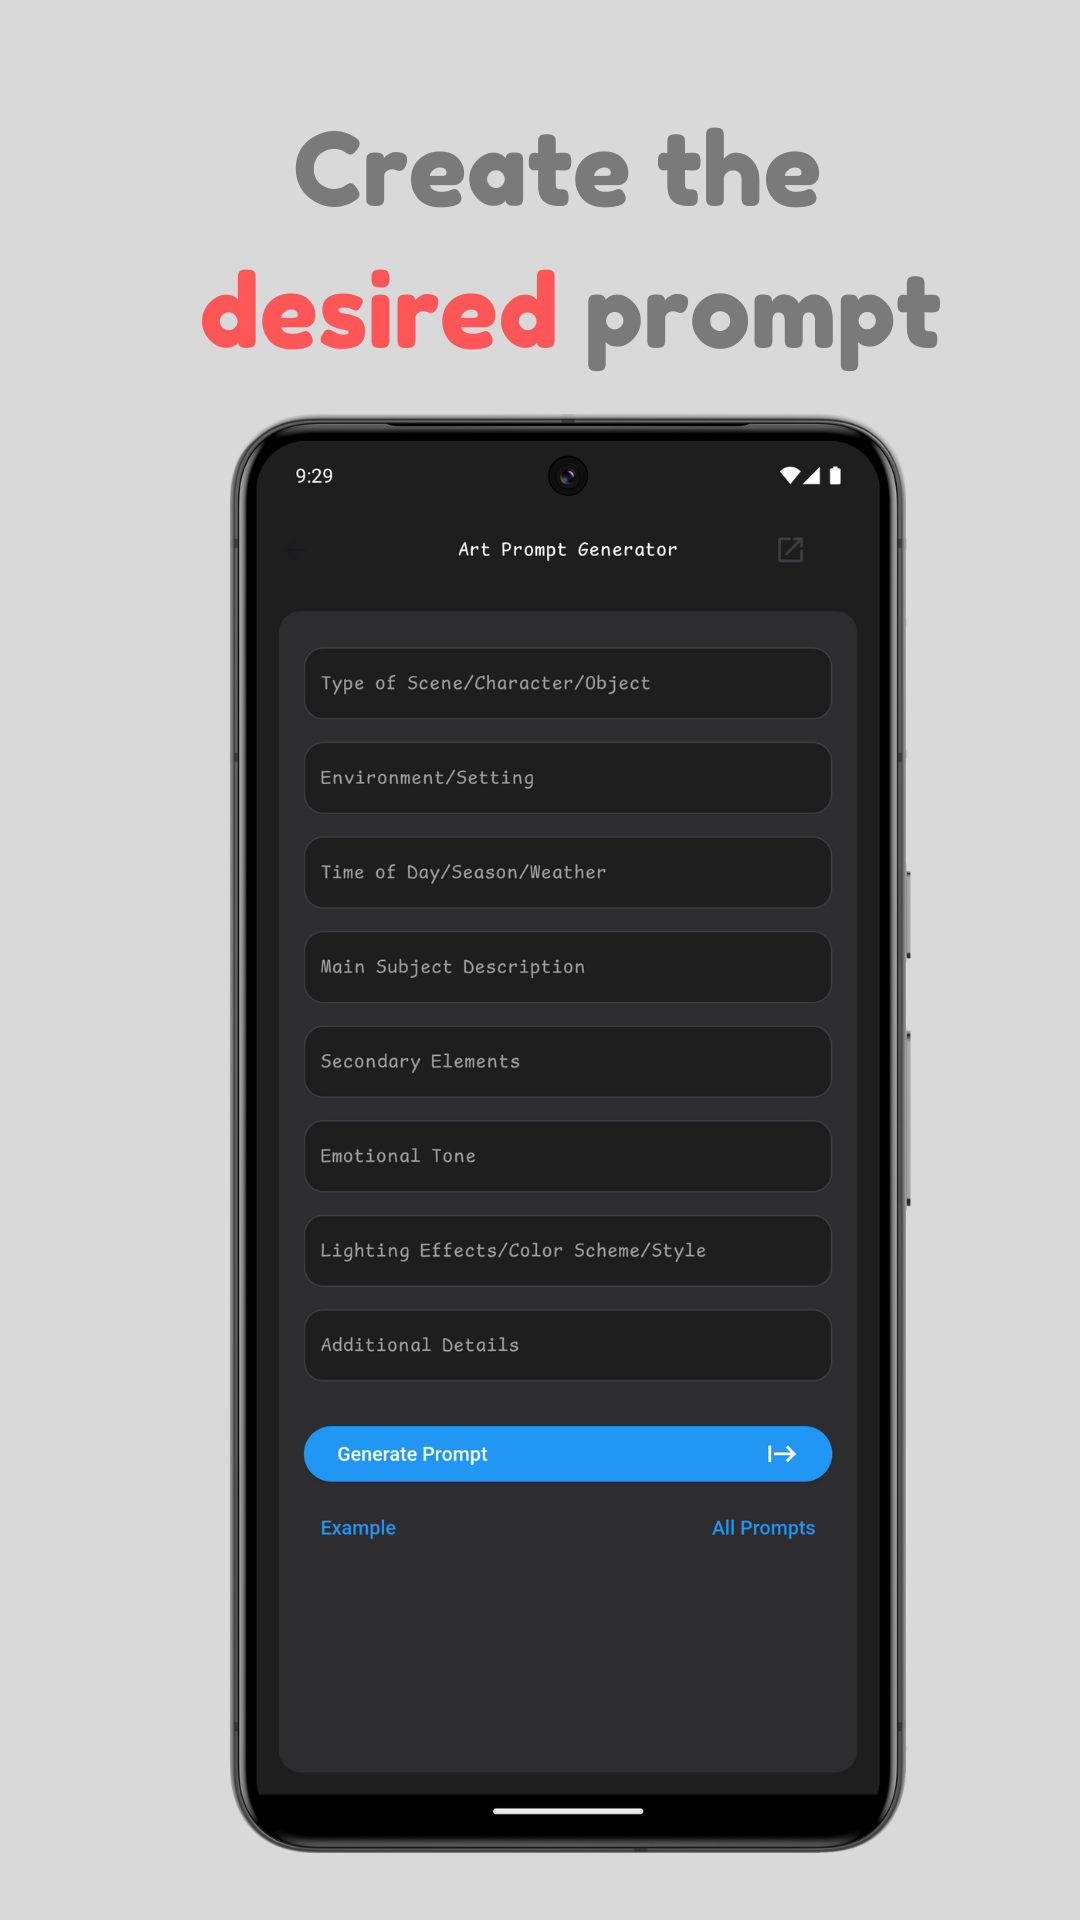 Create the
desired prompt
9:29
Art Prompt Generator
Type of Scene/Character/Object
Environment/Setting
Time of Day/Season/Weather
Main Subject Description
Secondary Elements
Emotional Tone
Lighting Effects/Color Scheme/Style
Additional Details
Generate Prompt
Example All Prompts